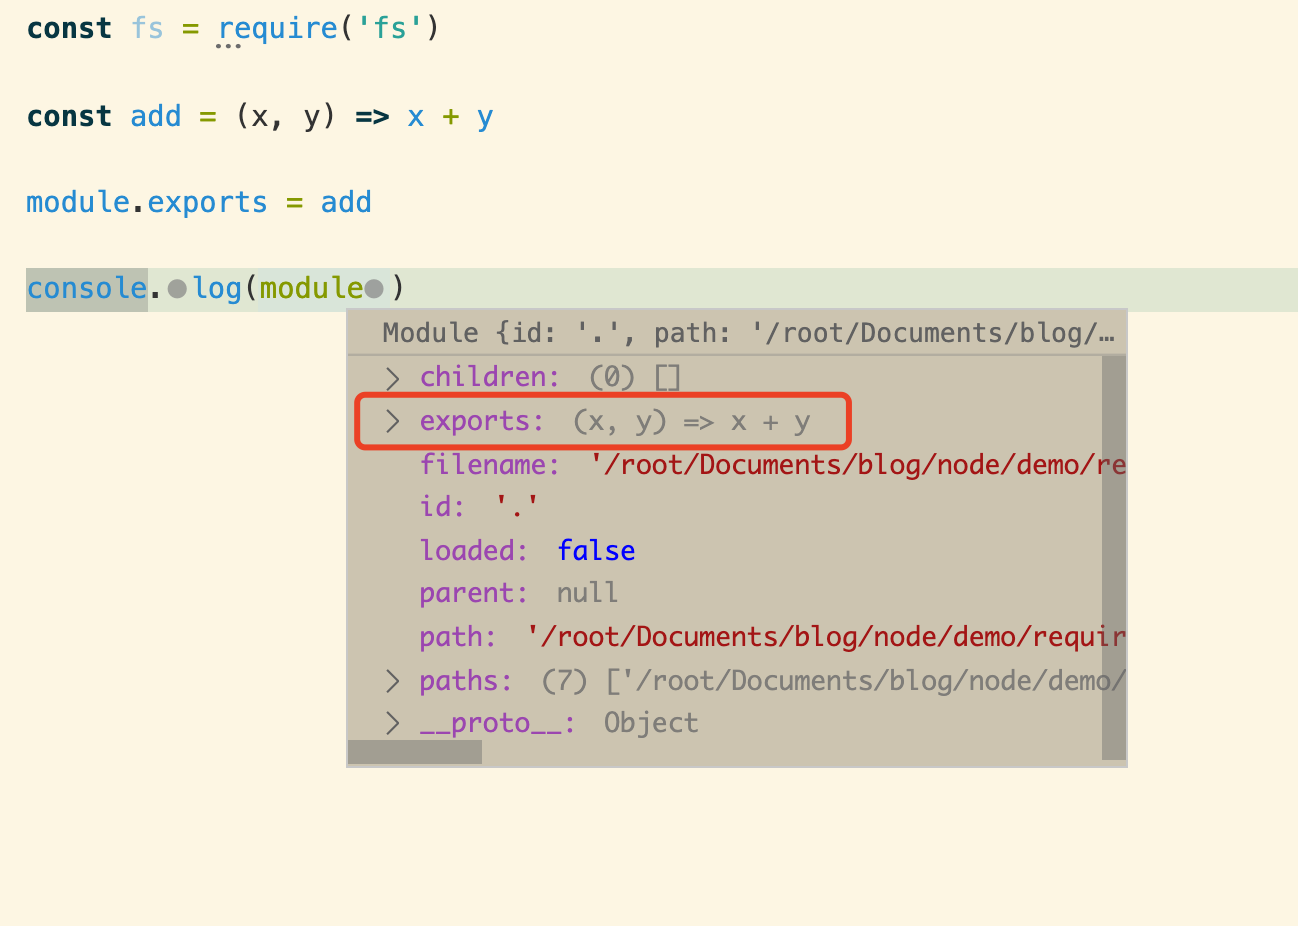 const fs = require('fs')
const add = (x, y) => x + y
module.exports = add
console.log(module)
Module {id: '.', path: '/root/Documents/blog/…
children: (0) []
exports: (x, y) => x + y
filename: '/root/Documents/blog/node/demo/re
id: '.'
loaded: false
parent: null
path: '/root/Documents/blog/node/demo/requir
paths: (7) ['/root/Documents/blog/node/demo/
__proto__: Object